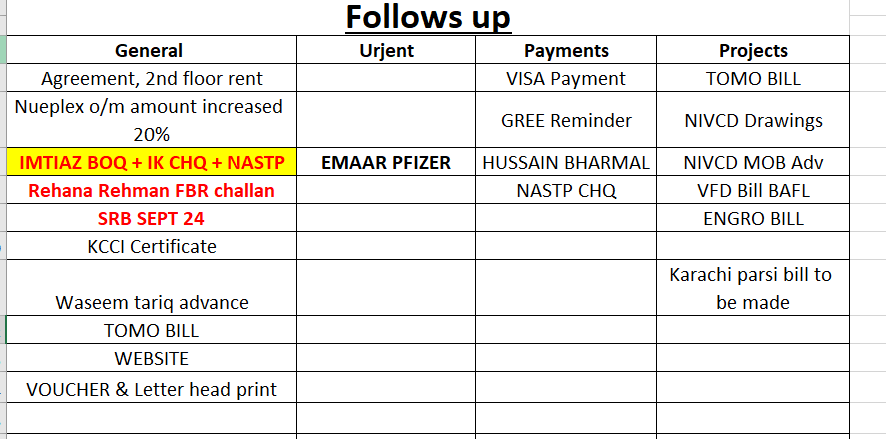 Follows up
General Urjent Payments Projects
Agreement, 2nd floor rent VISA Payment TOMO BILL
Nueplex o/m amount increased
20% GREE Reminder NIVCD Drawings
IMTIAZ BOQ + IK CHQ + NASTP EMAAR PFIZER HUSSAIN BHARMAL NIVCD MOB Adv
Rehana Rehman FBR challan NASTP CHQ VFD Bill BAFL
SRB SEPT 24 ENGRO BILL
KCCI Certificate
Waseem tariq advance Karachi parsi bill to
be made
TOMO BILL
WEBSITE
VOUCHER & Letter head print